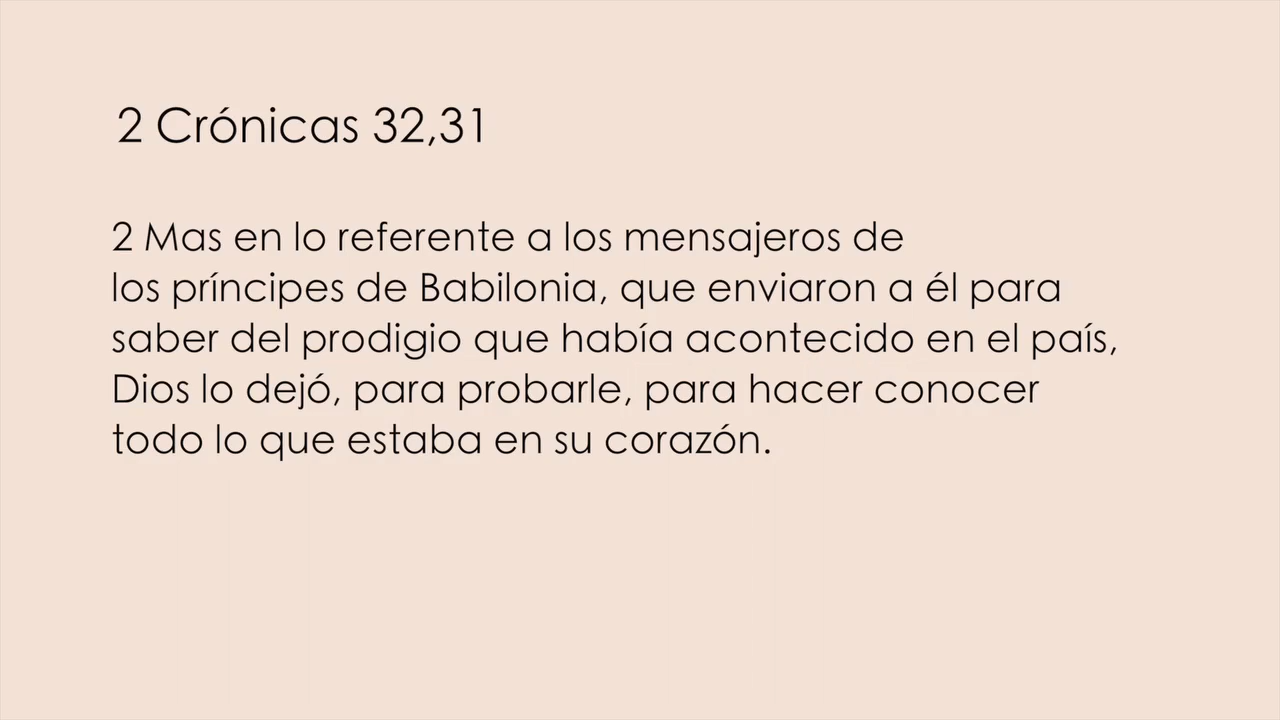 2 Crónicas 32,31
2 Mas en lo referente a los mensajeros de
los príncipes de Babilonia, que enviaron a él para
saber del prodigio que había acontecido en el país,
Dios lo dejó, para probarle, para hacer conocer
todo lo que estaba en su corazón.